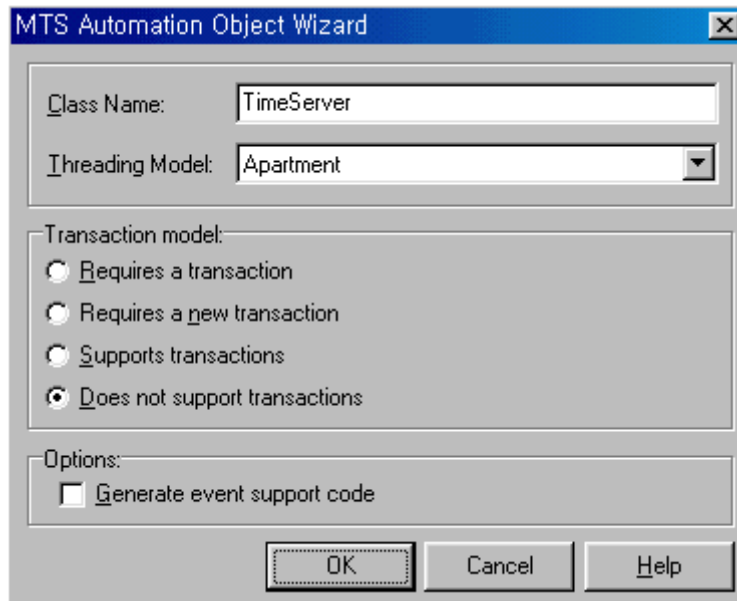 MTS Automation Object Wizard
Class Name: TimeServer
Threading Model: Apartment
Transaction model:
Requires a transaction
Requires a new transaction
Supports transactions
Does not support transactions
Options:
Generate event support code
OK Cancel Help